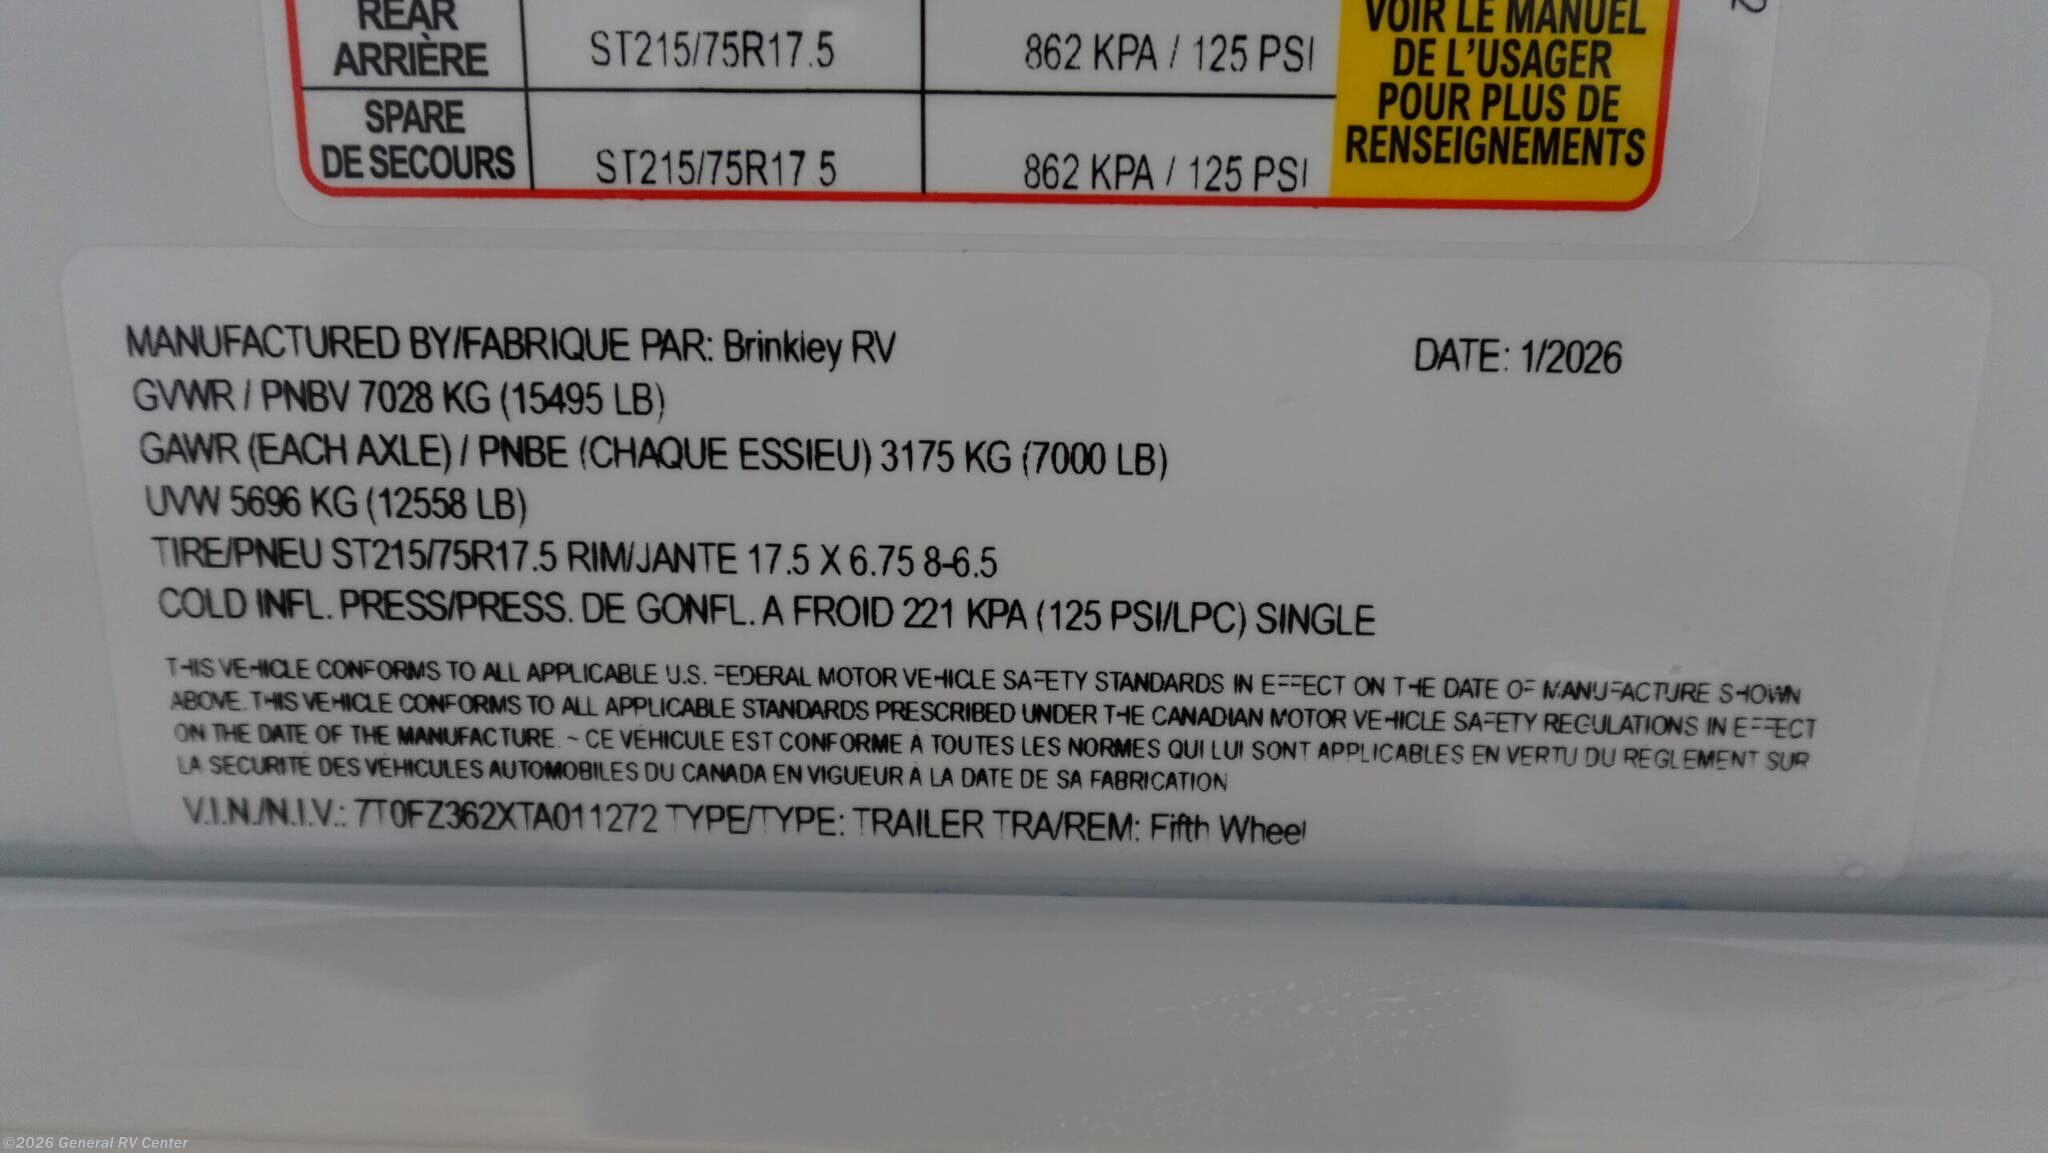 REAR
ARRIÈRE
ST215/75R17.5
862 KPA / 125 PSI
SPARE
DE SECOURS
ST215/75R17 5
862 KPA / 125 PSI
VOIR LE MANUEL
DE L'USAGER
POUR PLUS DE
RENSEIGNEMENTS
2
MANUFACTURED BY/FABRIQUE PAR: Brinkley RV
DATE: 1/2026
GVWR / PNBV 7028 KG (15495 LB)
GAWR (EACH AXLE) / PNBE (CHAQUE ESSIEU) 3175 KG (7000 LB)
UVW 5696 KG (12558 LB)
TIRE/PNEU ST215/75R17.5 RIM/JANTE 17.5 X 6.75 8-6.5
COLD INFL. PRESS/PRESS. DE GONFL. A FROID 221 KPA (125 PSI/LPC) SINGLE
THIS VEHICLE CONFORMS TO ALL APPLICABLE U.S. FEDERAL MOTOR VEHICLE SAFETY STANDARDS IN EFFECT ON THE DATE OF MANUFACTURE SHOWN
ABOVE. THIS VEHICLE CONFORMS TO ALL APPLICABLE STANDARDS PRESCRIBED UNDER THE CANADIAN MOTOR VEHICLE SAFETY REGULATIONS IN EFFECT
ON THE DATE OF THE MANUFACTURE. ~ CE VÉHICULE EST CONFORME À TOUTES LES NORMES QUI LUI SONT APPLICABLES EN VERTU DU REGLEMENT SUR
LA SÉCURITÉ DES VÉHICULES AUTOMOBILES DU CANADA EN VIGUEUR À LA DATE DE SA FABRICATION
V.I.N./N.I.V.: 7T0FZ362XTA011272 TYPE/TYPE: TRAILER TRA/REM: Fifth Wheel
©2026 General RV Center